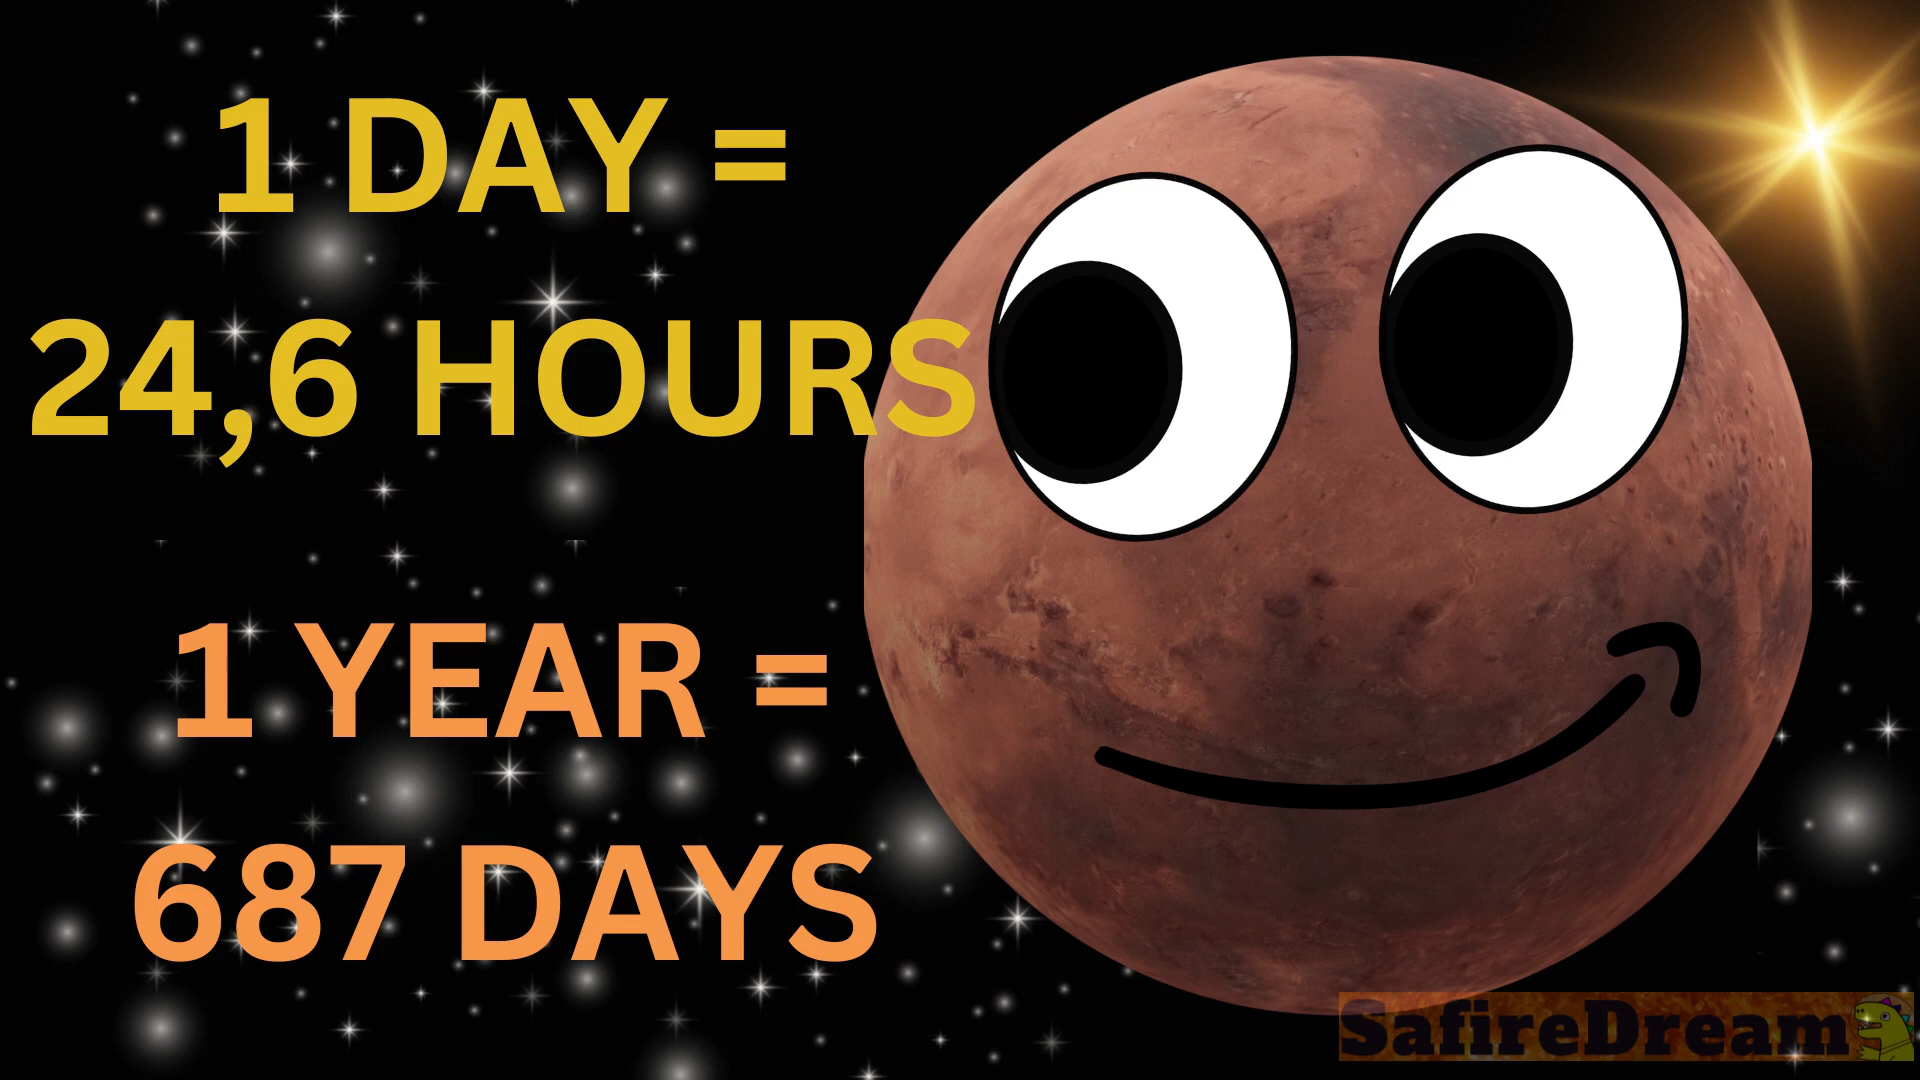 1 DAY =
24,6 HOURS
1 YEAR =
687 DAYS
SafireDream